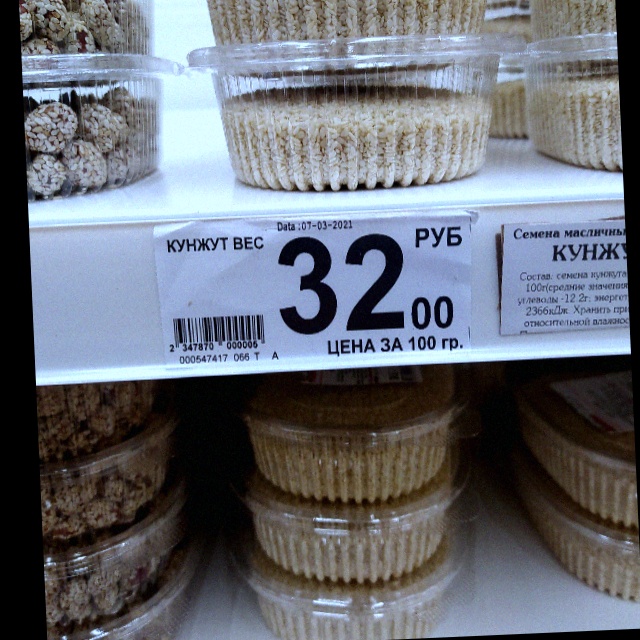 Data :07-03-2021
КУНЖУТ ВЕС
32 00
РУБ
2 347870 000006
000547417 066 T A
ЦЕНА ЗА 100 гр.
Семена масличны
КУНЖУ
Состав. семена кунжута
100г(средние значения
углеводы -12.2г; энергет
2366кДж. Хранить при
относительной влажнос